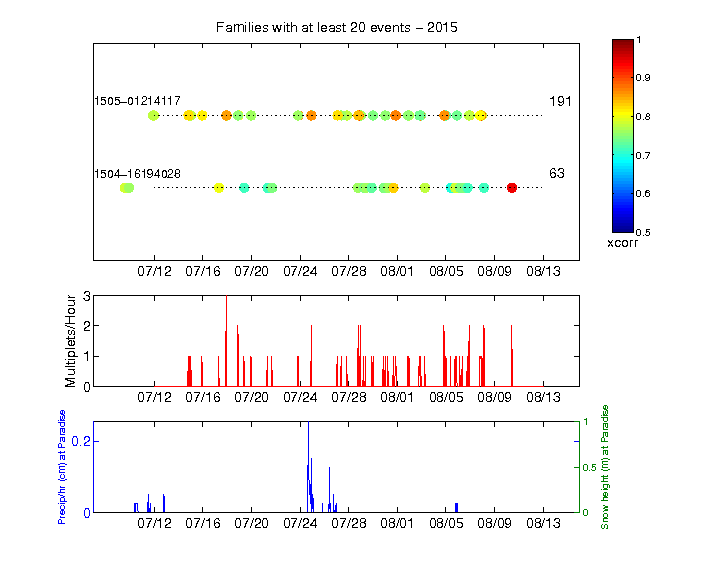 Families with at least 20 events - 2015
1505-01214117
191
1504-16194028
63
07/12 07/16 07/20 07/24 07/28 08/01 08/05 08/09 08/13
1
0.9
0.8
0.7
0.6
0.5
xcorr
Multiplets/Hour
3
2
1
0
07/12 07/16 07/20 07/24 07/28 08/01 08/05 08/09 08/13
Precip/hr (cm) at Paradise
0.2
0
1
0.5
0
Snow height (m) at Paradise
07/12 07/16 07/20 07/24 07/28 08/01 08/05 08/09 08/13